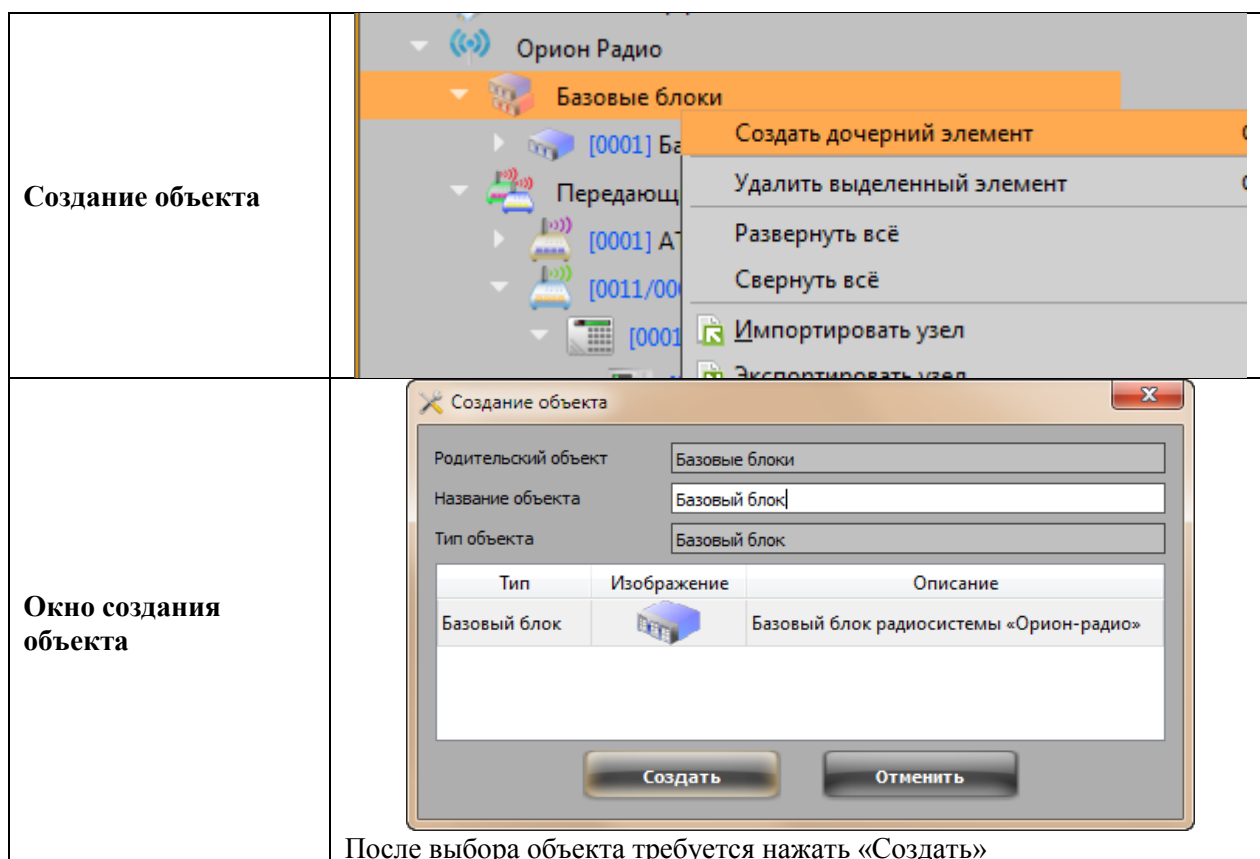 Создание объекта
Орион Радио
Базовые блоки
[0001] Ба
Передающ
[0001] АТ
[0011/00
[0001
Создать дочерний элемент
Удалить выделенный элемент
Развернуть всё
Свернуть всё
Импортировать узел
Экспортировать узел
Окно создания
объекта
Создание объекта
Родительский объект Базовые блоки
Название объекта Базовый блок
Тип объекта Базовый блок
Тип Изображение Описание
Базовый блок Базовый блок радиосистемы «Орион-радио»
Создать Отменить
После выбора объекта требуется нажать «Создать»